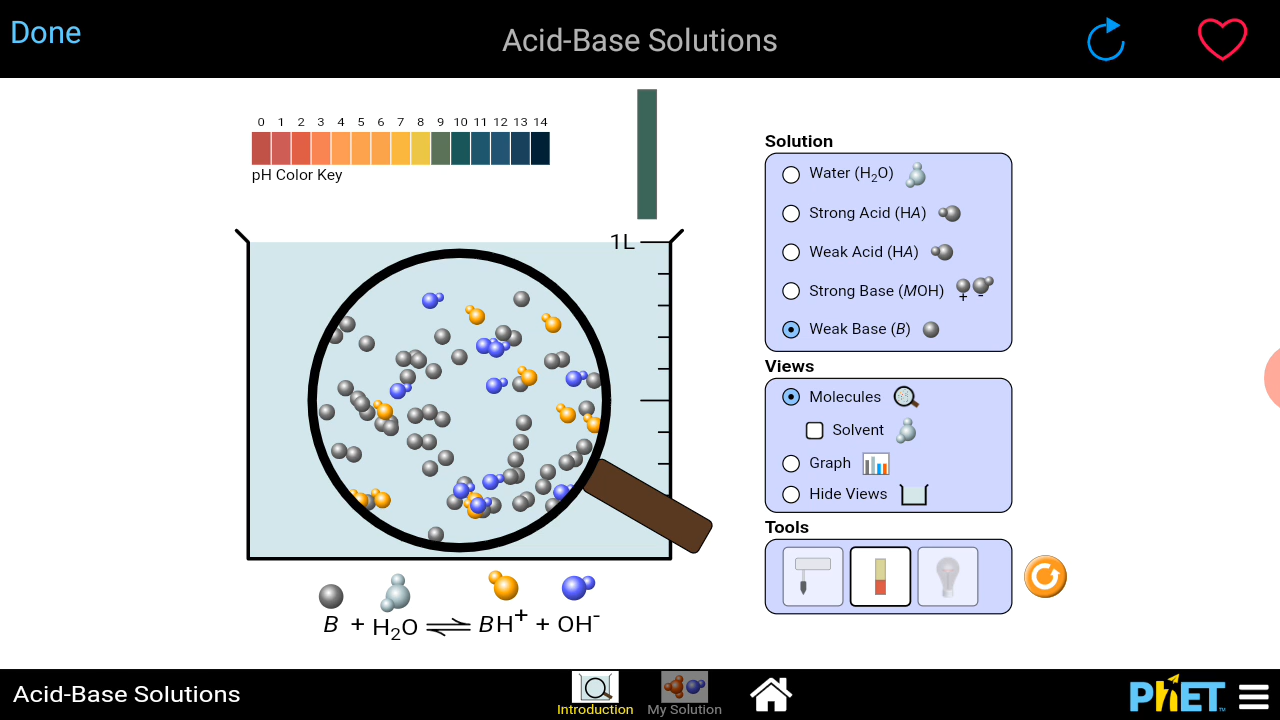 Done
Acid-Base Solutions
0 1 2 3 4 5 6 7 8 9 10 11 12 13 14
pH Color Key
1L
Solution
Water (H₂O)
Strong Acid (HA)
Weak Acid (HA)
Strong Base (MOH)
+ -
Weak Base (B)
Views
Molecules
Solvent
Graph
Hide Views
Tools
B + H₂O ⇌ BH⁺ + OH⁻
Acid-Base Solutions
Introduction
My Solution
PhET™